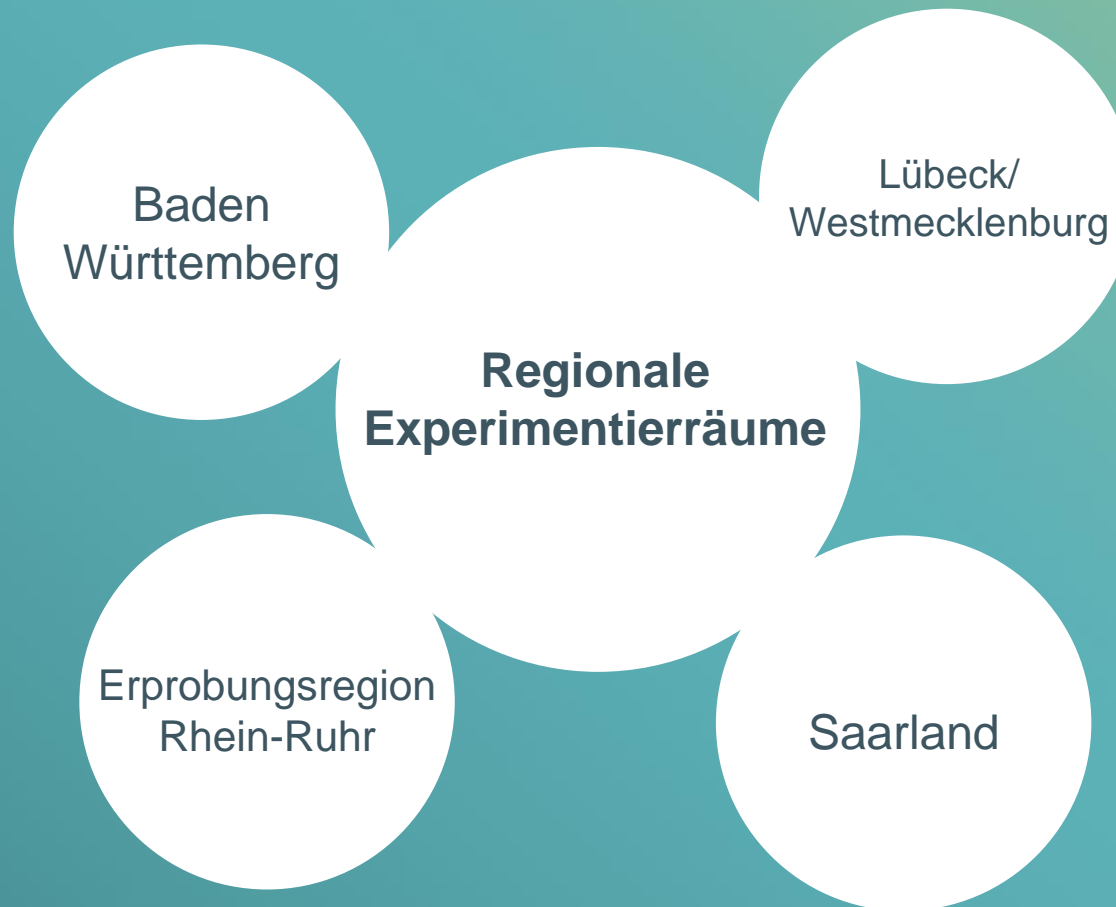 Baden
Württemberg
Lübeck/
Westmecklenburg
Regionale
Experimentierräume
Erprobungsregion
Rhein-Ruhr
Saarland